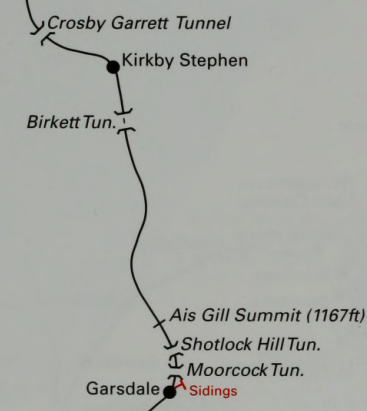 Crosby Garrett Tunnel
Kirkby Stephen
Birkett Tun.
Ais Gill Summit (1167ft)
Shotlock Hill Tun.
Moorcock Tun.
Garsdale
Sidings